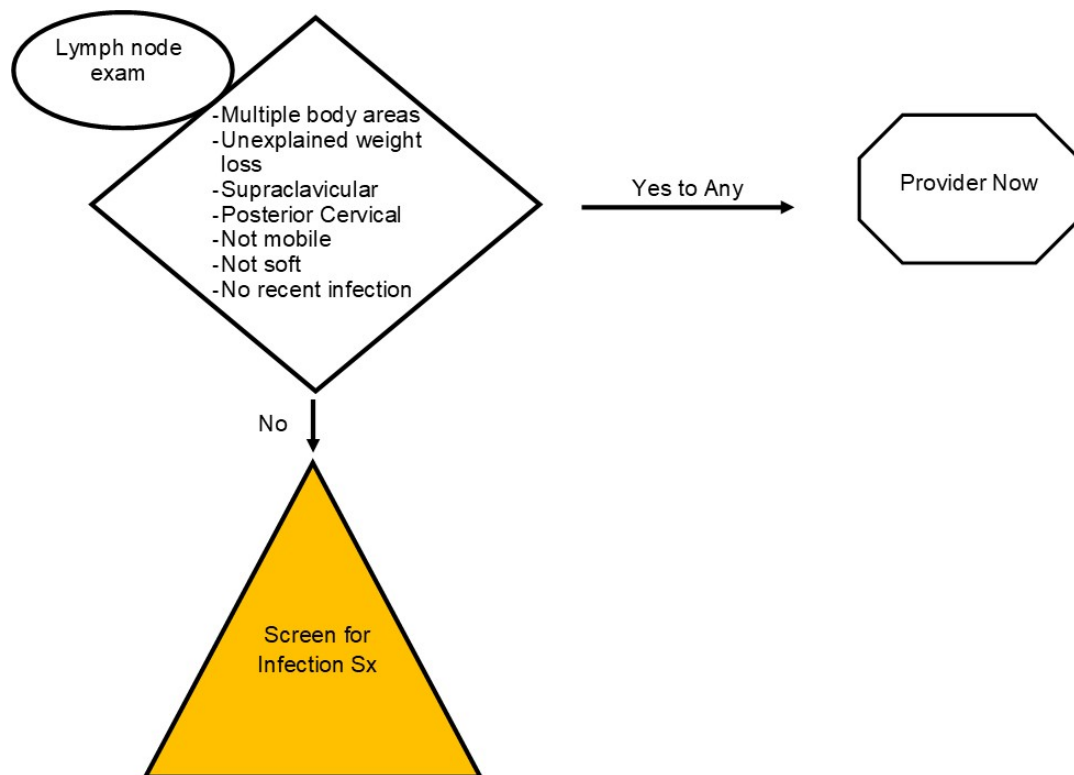 Lymph node
exam
-Multiple body areas
-Unexplained weight
loss
-Supraclavicular
-Posterior Cervical
-Not mobile
-Not soft
-No recent infection
Yes to Any
Provider Now
No
Screen for
Infection Sx